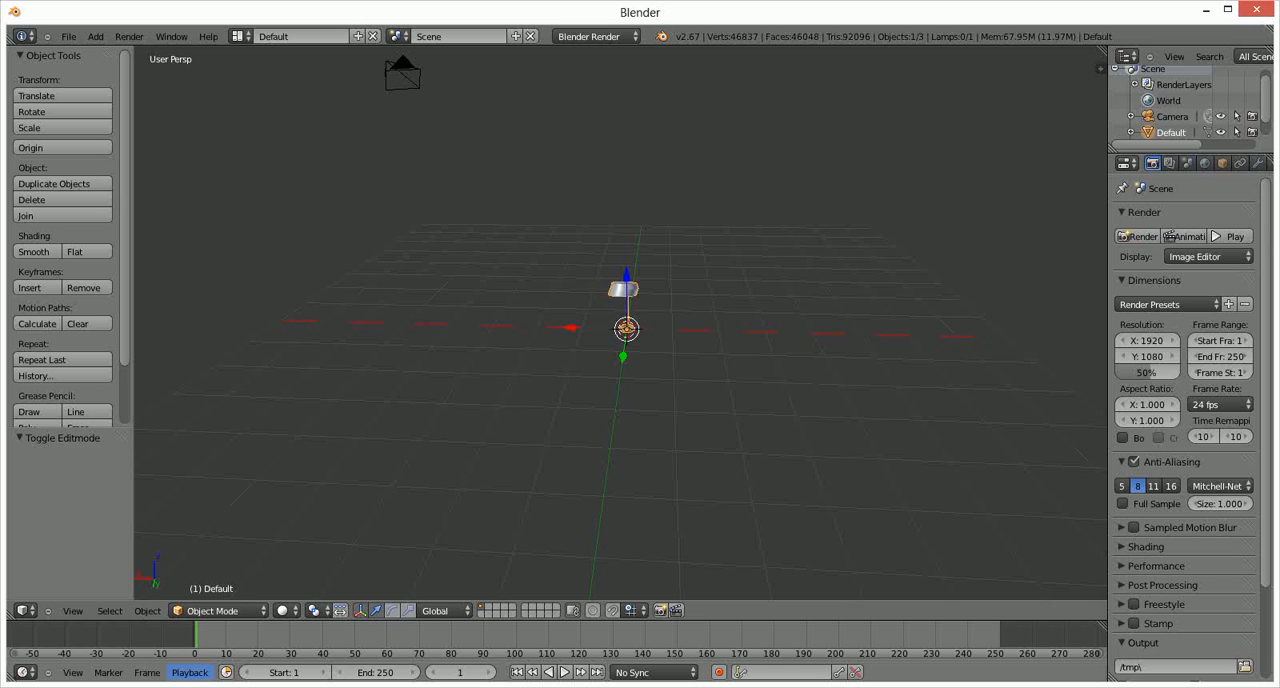 Blender
File Add Render Window Help Default Scene Blender Render v2.67 | Verts:46837 | Faces:46048 | Tris:92096 | Objects:1/3 | Lamps:0/1 | Mem:67.95M (11.97M) | Default
Object Tools
Transform:
Translate
Rotate
Scale
Origin
Object:
Duplicate Objects
Delete
Join
Shading:
Smooth Flat
Keyframes:
Insert Remove
Motion Paths:
Calculate Clear
Repeat:
Repeat Last
History...
Grease Pencil:
Draw Line
Toggle Editmode
User Persp
(1) Default
View Select Object Object Mode Global
View Search All Scen
Scene
RenderLayers
World
Camera
Default
Scene
Render
Render Animati Play
Display: Image Editor
Dimensions
Render Presets
Resolution: Frame Range:
X: 1920 Start Fra: 1
Y: 1080 End Fr: 250
50% Frame St: 1
Aspect Ratio: Frame Rate:
X: 1.000 24 fps
Y: 1.000 Time Remappi
Bo Cr 10 10
Anti-Aliasing
5 8 11 16 Mitchell-Net
Full Sample Size: 1.000
Sampled Motion Blur
Shading
Performance
Post Processing
Freestyle
Stamp
Output
/tmp\
-50 -40 -30 -20 -10 0 10 20 30 40 50 60 70 80 90 100 110 120 130 140 150 160 170 180 190 200 210 220 230 240 250 260 270 280
View Marker Frame Playback Start: 1 End: 250 1 No Sync